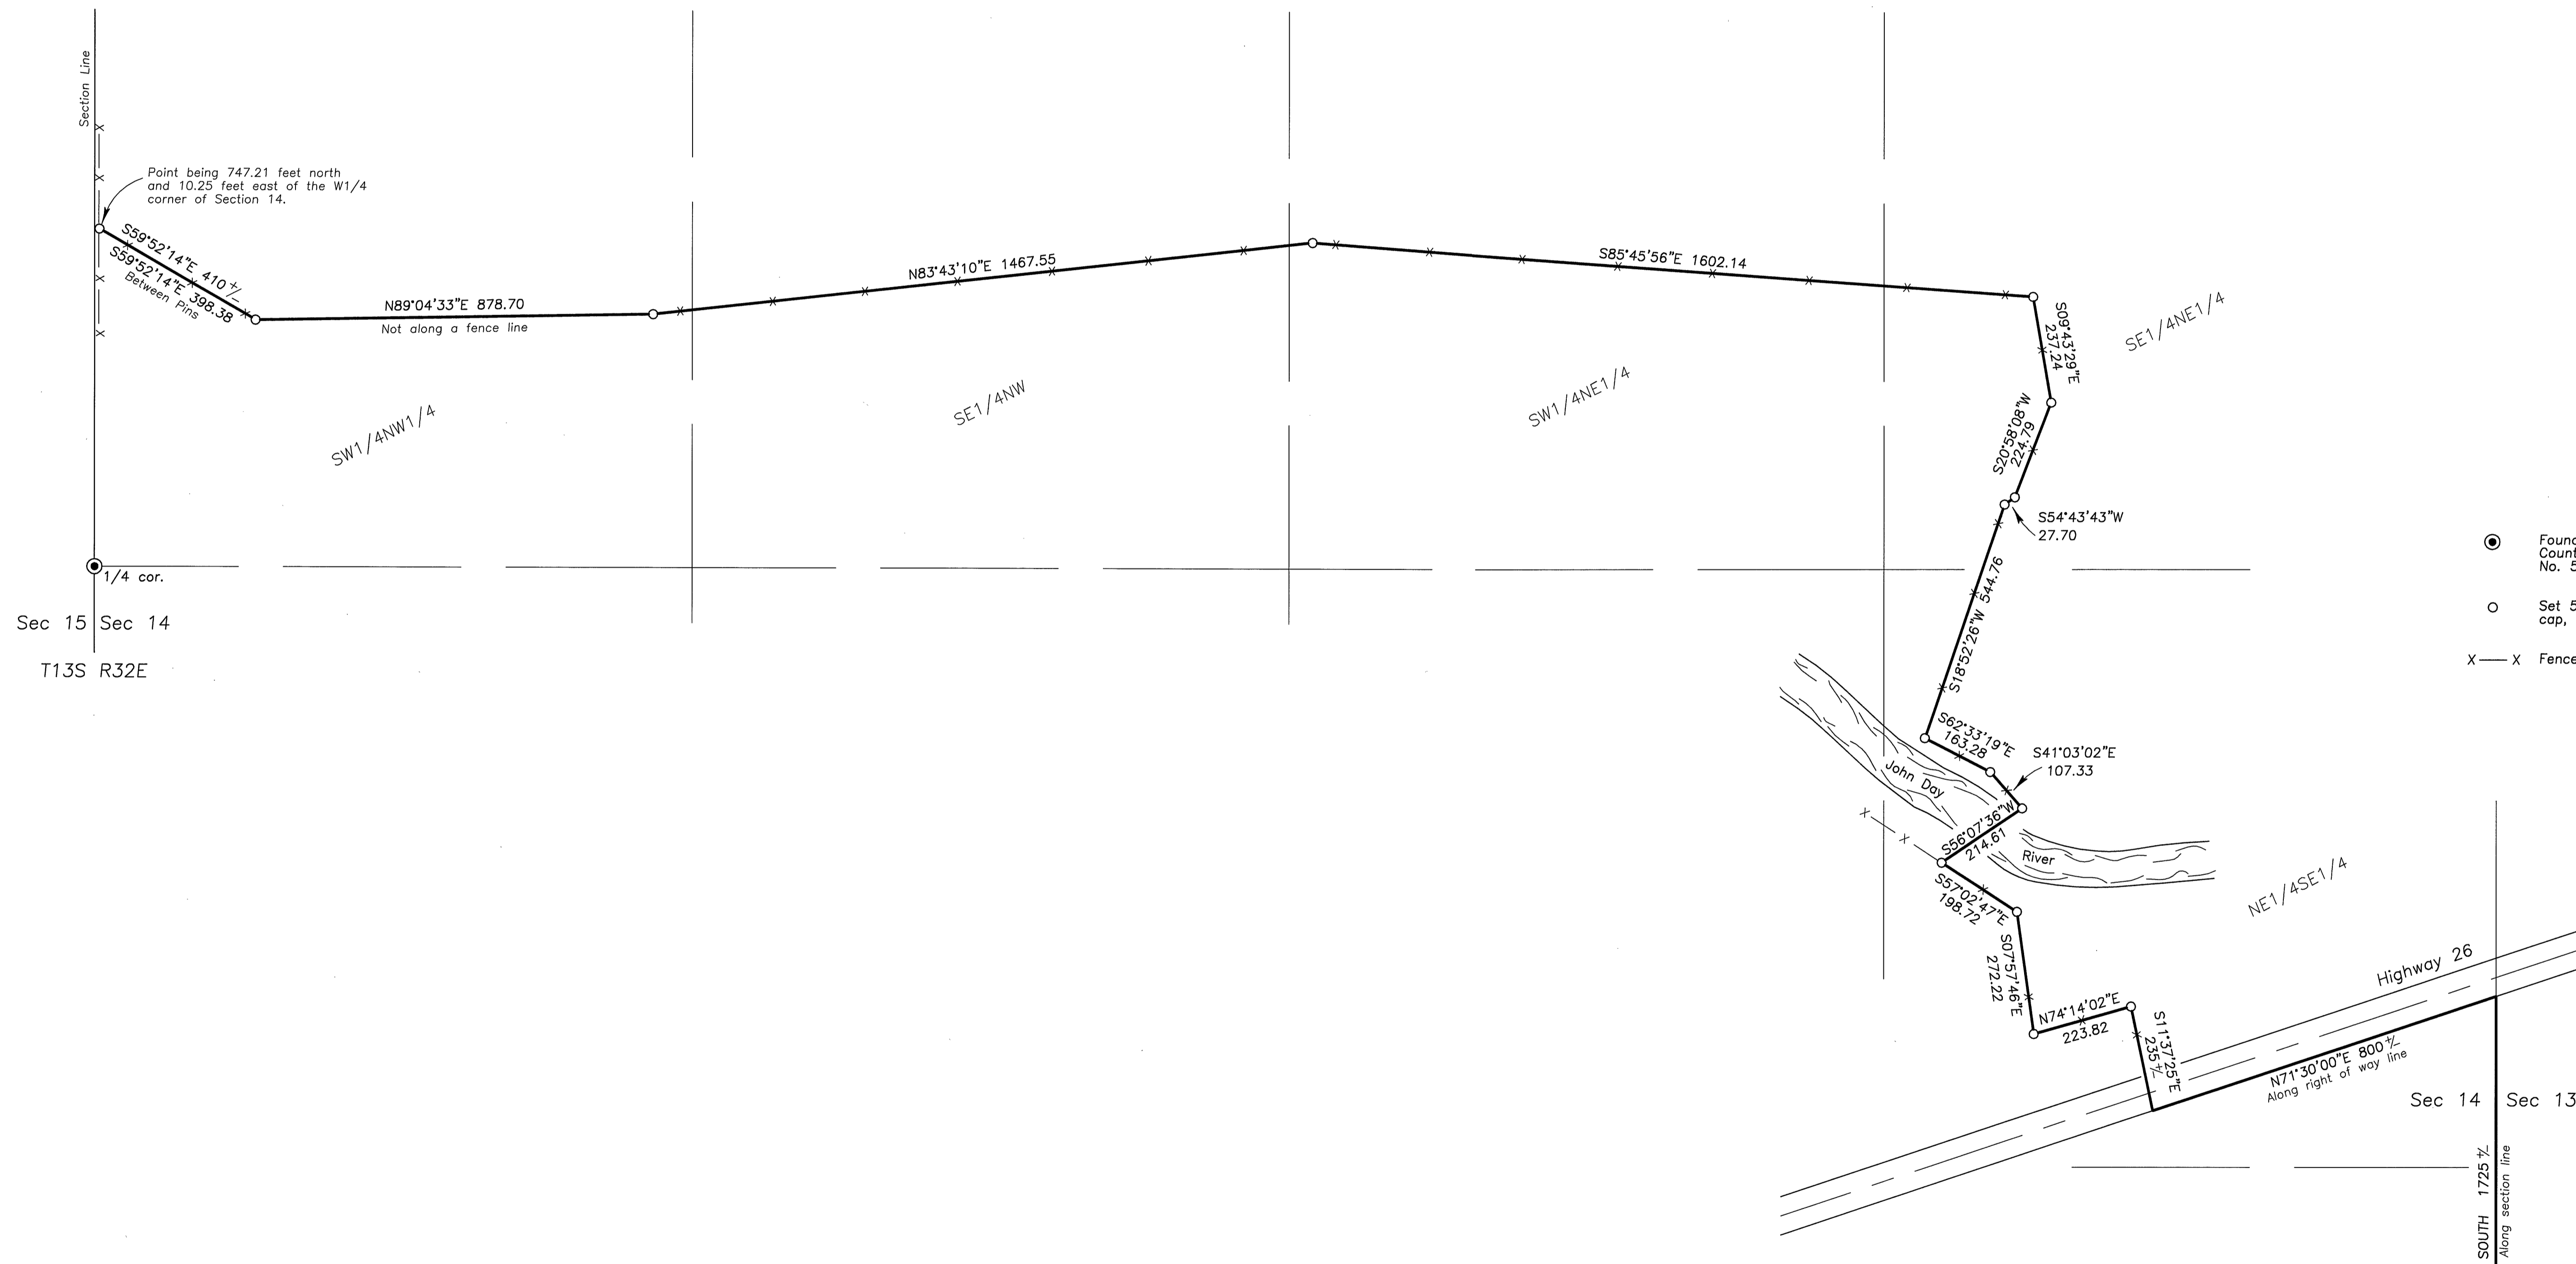 Section Line
Point being 747.21 feet north
and 10.25 feet east of the W1/4
corner of Section 14.
S59°52'14"E 410+/-
S59°52'14"E 398.38
Between Pins
N89°04'33"E 878.70
Not along a fence line
N83°43'10"E 1467.55
S85°45'56"E 1602.14
S09°43'29"E
237.24
SE1/4NE1/4
SW1/4NW1/4
SE1/4NW
SW1/4NE1/4
S20°58'08"W
224.79
S54°43'43"W
27.70
1/4 cor.
Sec 15
Sec 14
T13S R32E
S18°52'26"W 544.76
S62°33'19"E
163.28
S41°03'02"E
107.33
John Day
River
S56°07'36"W
214.61
S57°02'47"E
198.72
S07°57'46"E
272.22
N74°14'02"E
223.82
S11°37'25"E
235+/-
NE1/4SE1/4
Highway 26
N71°30'00"E 800+/-
Along right of way line
Sec 14
Sec 13
SOUTH 1725+/-
Along section line
Foun
Count
No. 5
Set 5
cap,
X — X Fence